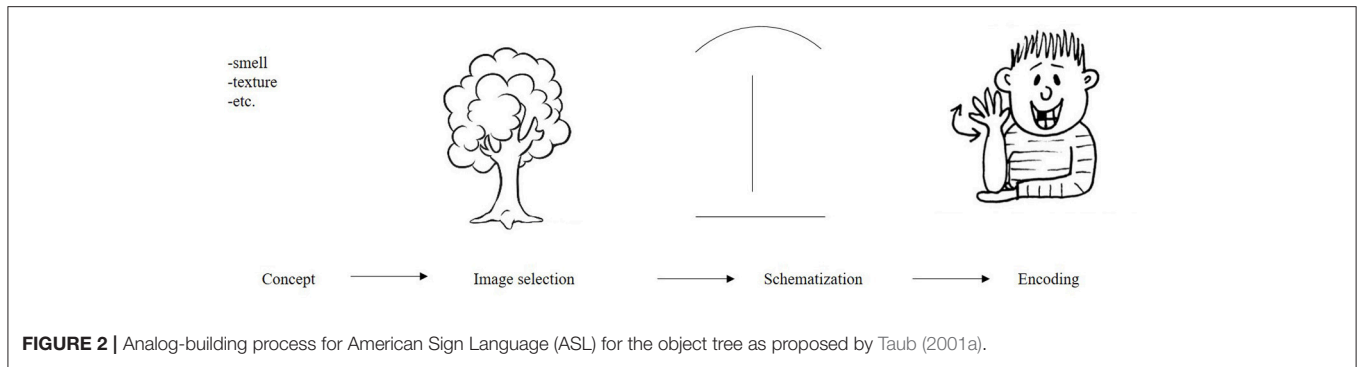 -smell
-texture
-etc.
Concept
Image selection
Schematization
Encoding
FIGURE 2 | Analog-building process for American Sign Language (ASL) for the object tree as proposed by Taub (2001a).